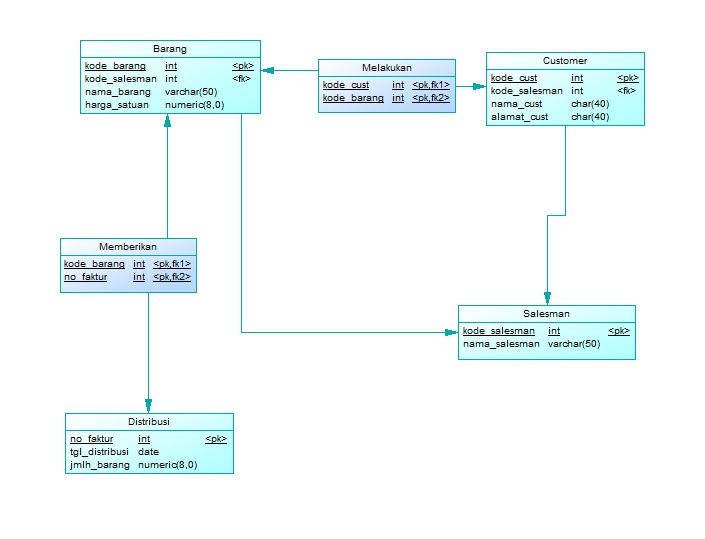 Barang
kode_barang int <pk>
kode_salesman int <fk>
nama_barang varchar(50)
harga_satuan numeric(8,0)
Melakukan
kode_cust int <pk,fk1>
kode_barang int <pk,fk2>
Customer
kode_cust int <pk>
kode_salesman int <fk>
nama_cust char(40)
alamat_cust char(40)
Memberikan
kode_barang int <pk,fk1>
no_faktur int <pk,fk2>
Salesman
kode_salesman int <pk>
nama_salesman varchar(50)
Distribusi
no_faktur int <pk>
tgl_distribusi date
jmlh_barang numeric(8,0)